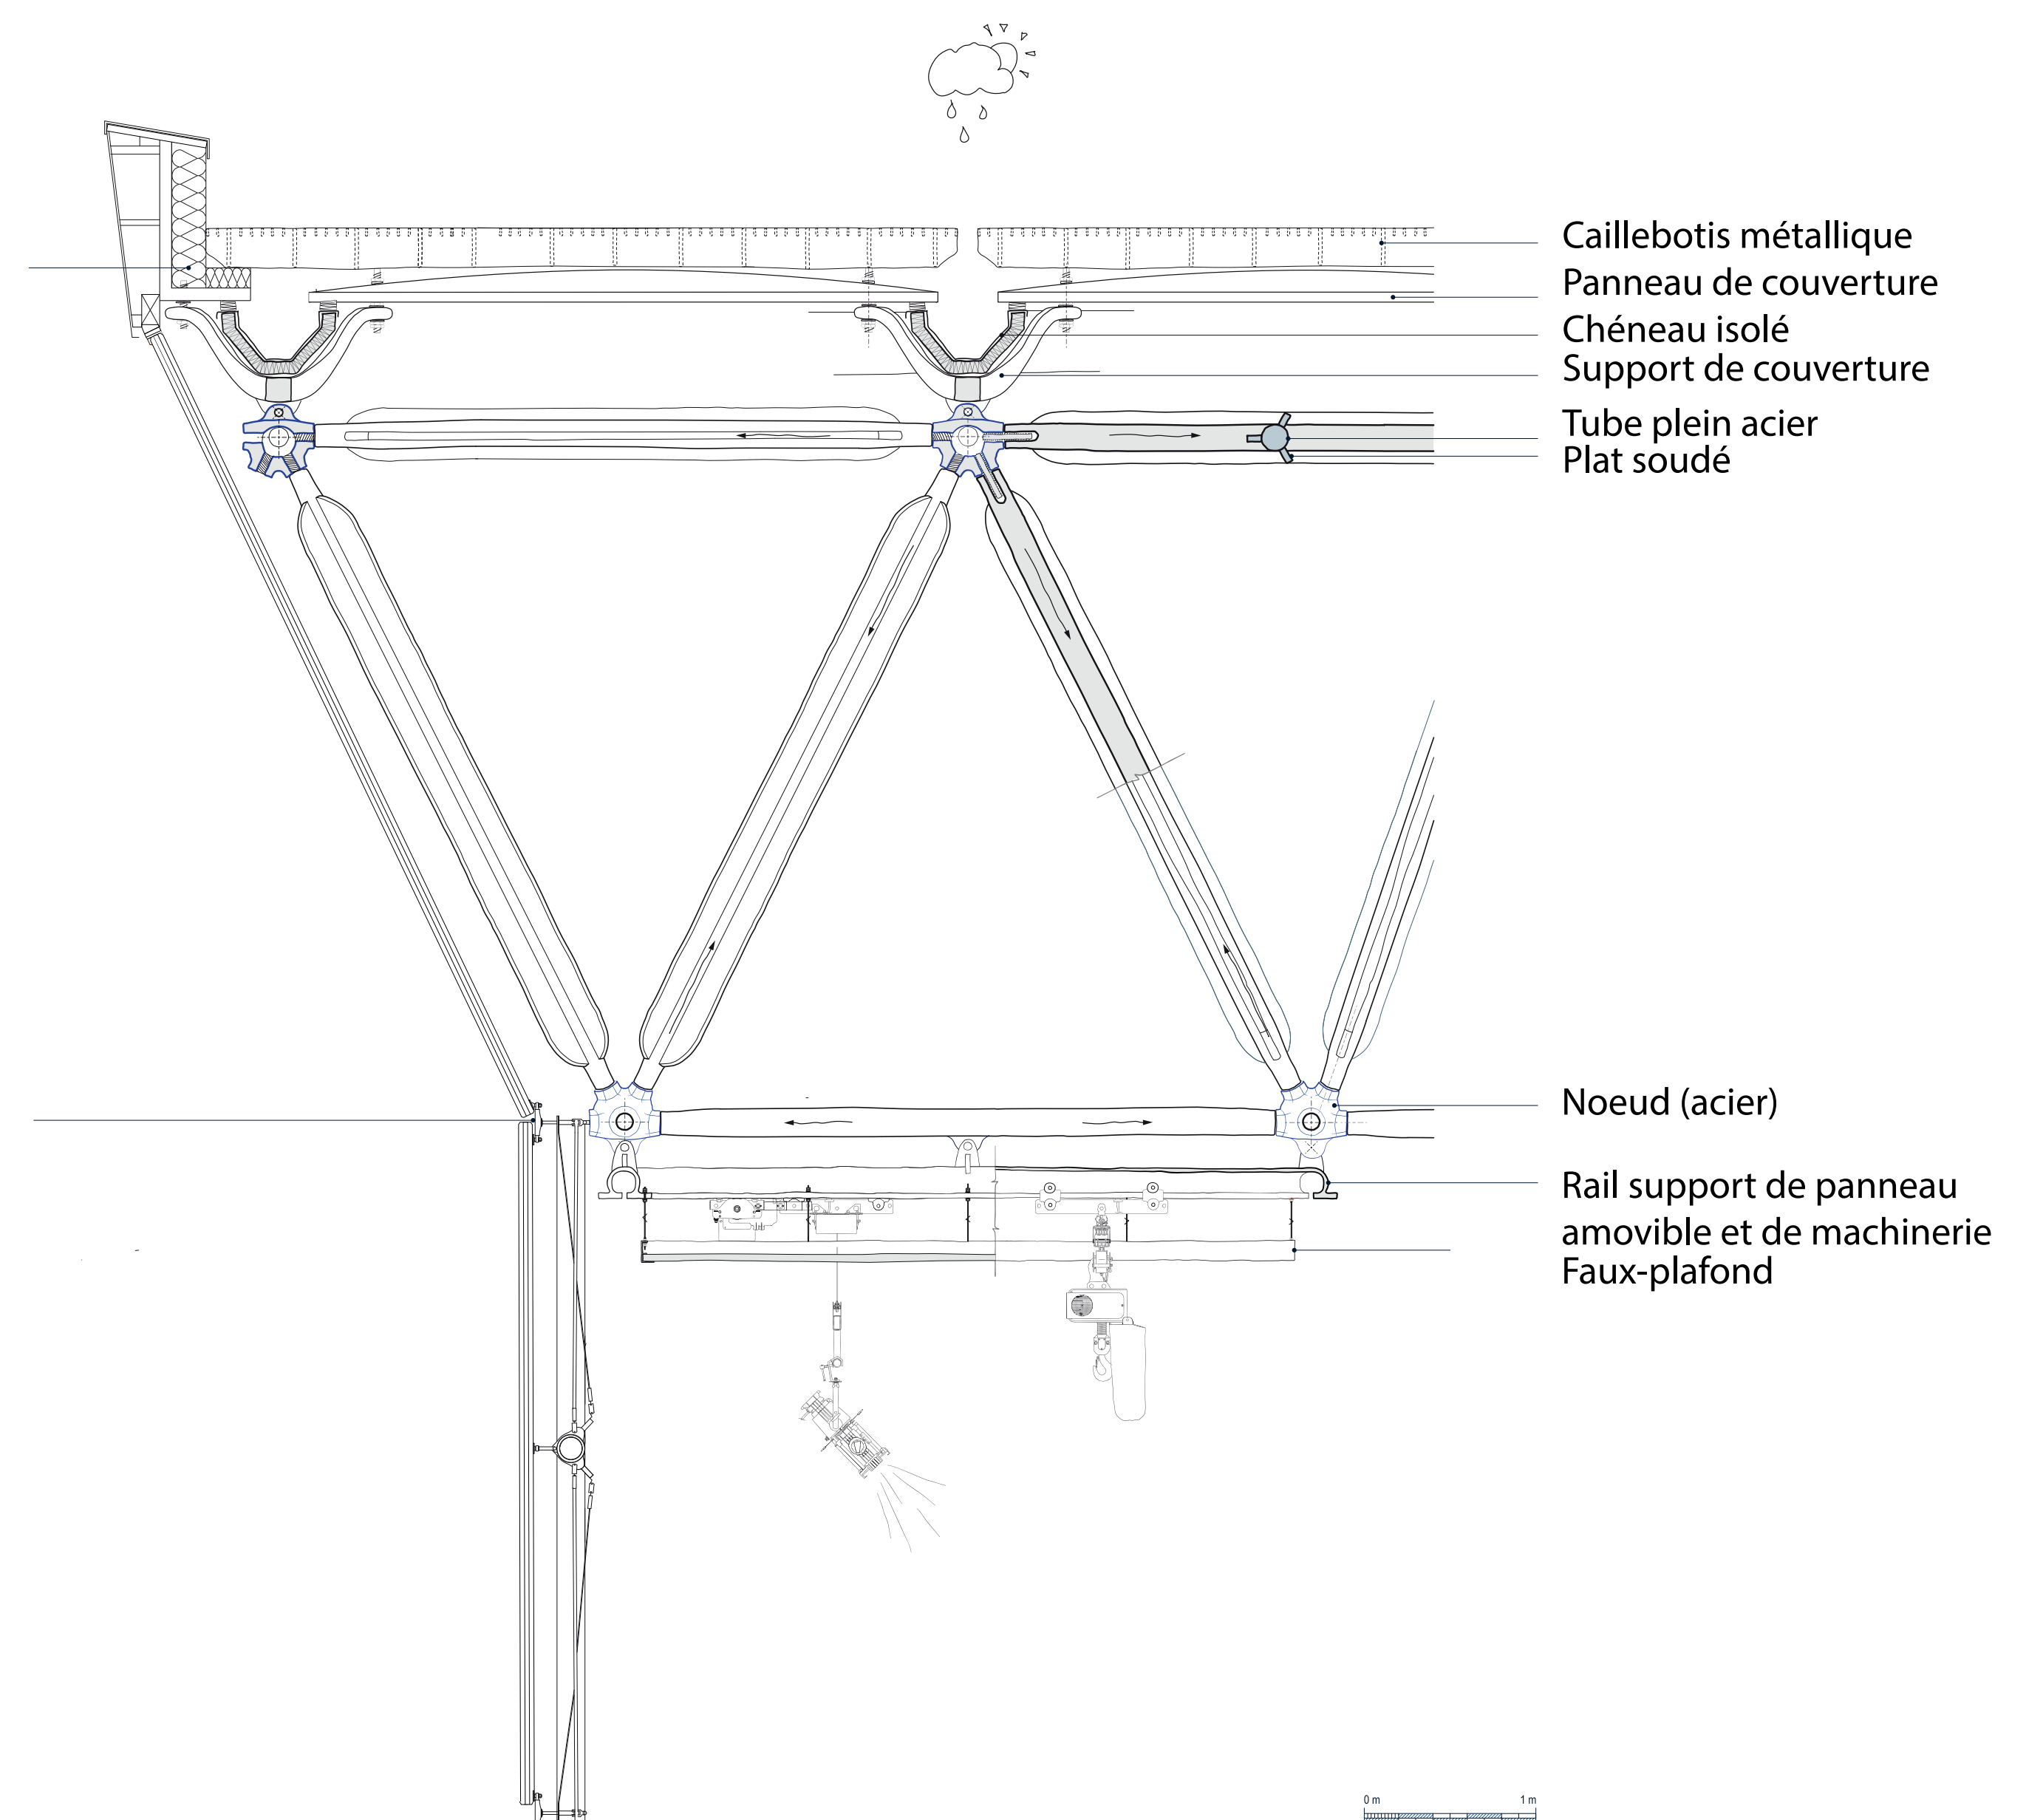 Caillebotis métallique
Panneau de couverture
Chéneau isolé
Support de couverture
Tube plein acier
Plat soudé
Noeud (acier)
Rail support de panneau
amovible et de machinerie
Faux-plafond
0 m 1 m